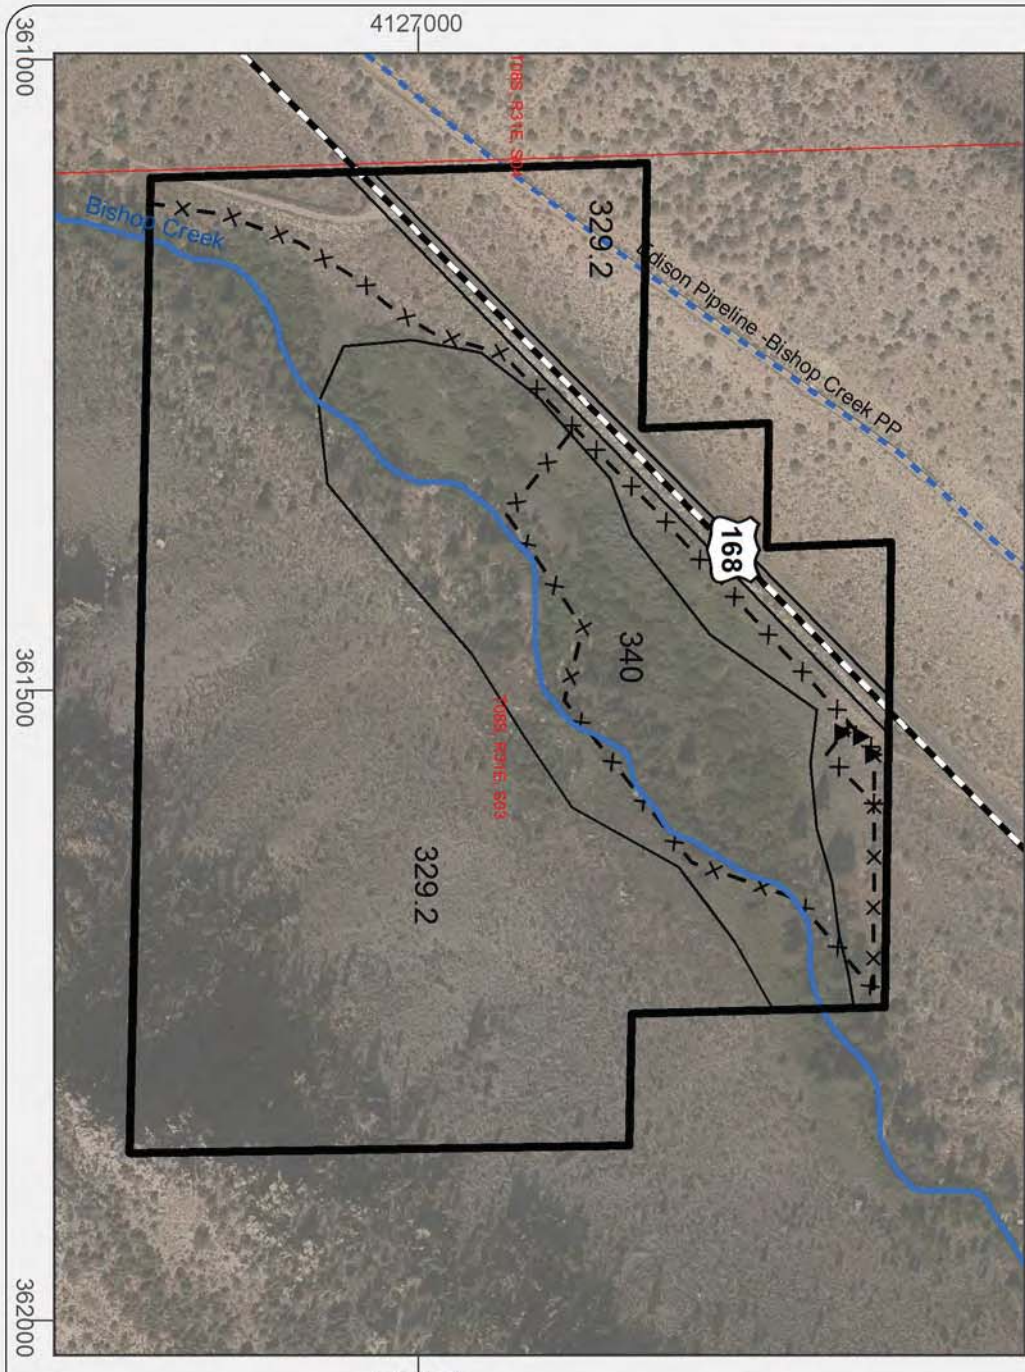 4127000
361000
T08S, R31E, S04
Bishop Creek
329.2
Edison Pipeline -Bishop Creek PP
168
340
361500
T08S, R31E, S03
329.2
362000